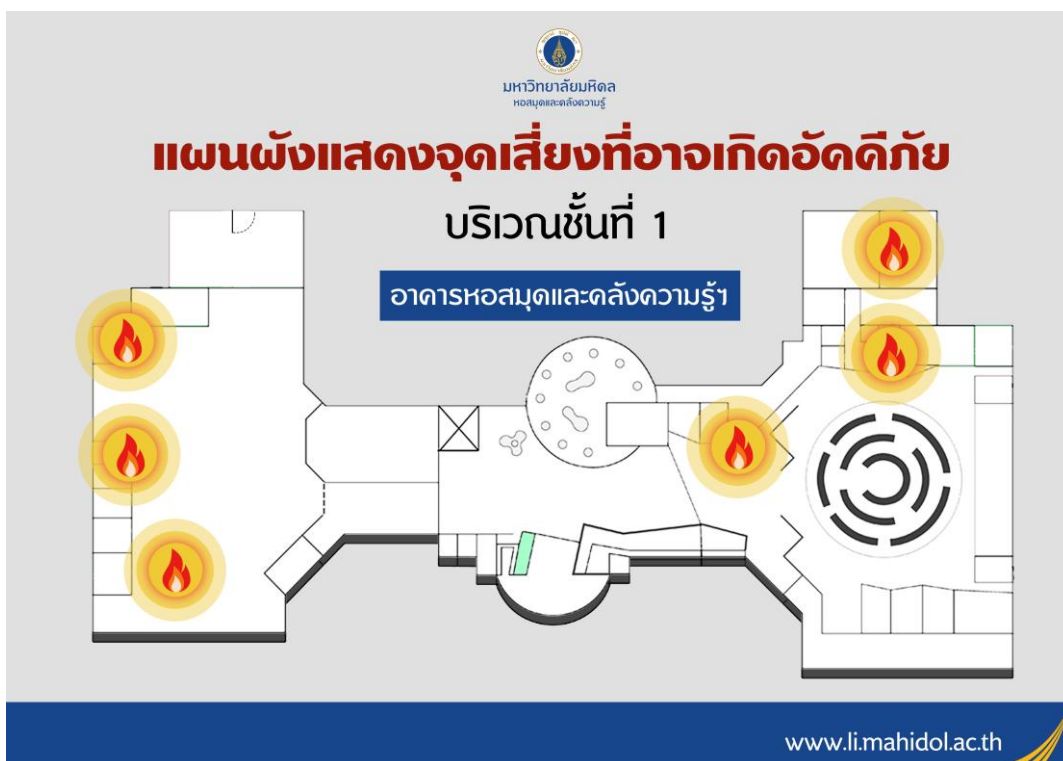 มหาวิทยาลัยมหิดล
หอสมุดและคลังความรู้
แผนผังแสดงจุดเสี่ยงที่อาจเกิดอัคคีภัย
บริเวณชั้นที่ 1
อาคารหอสมุดและคลังความรู้ฯ
www.li.mahidol.ac.th